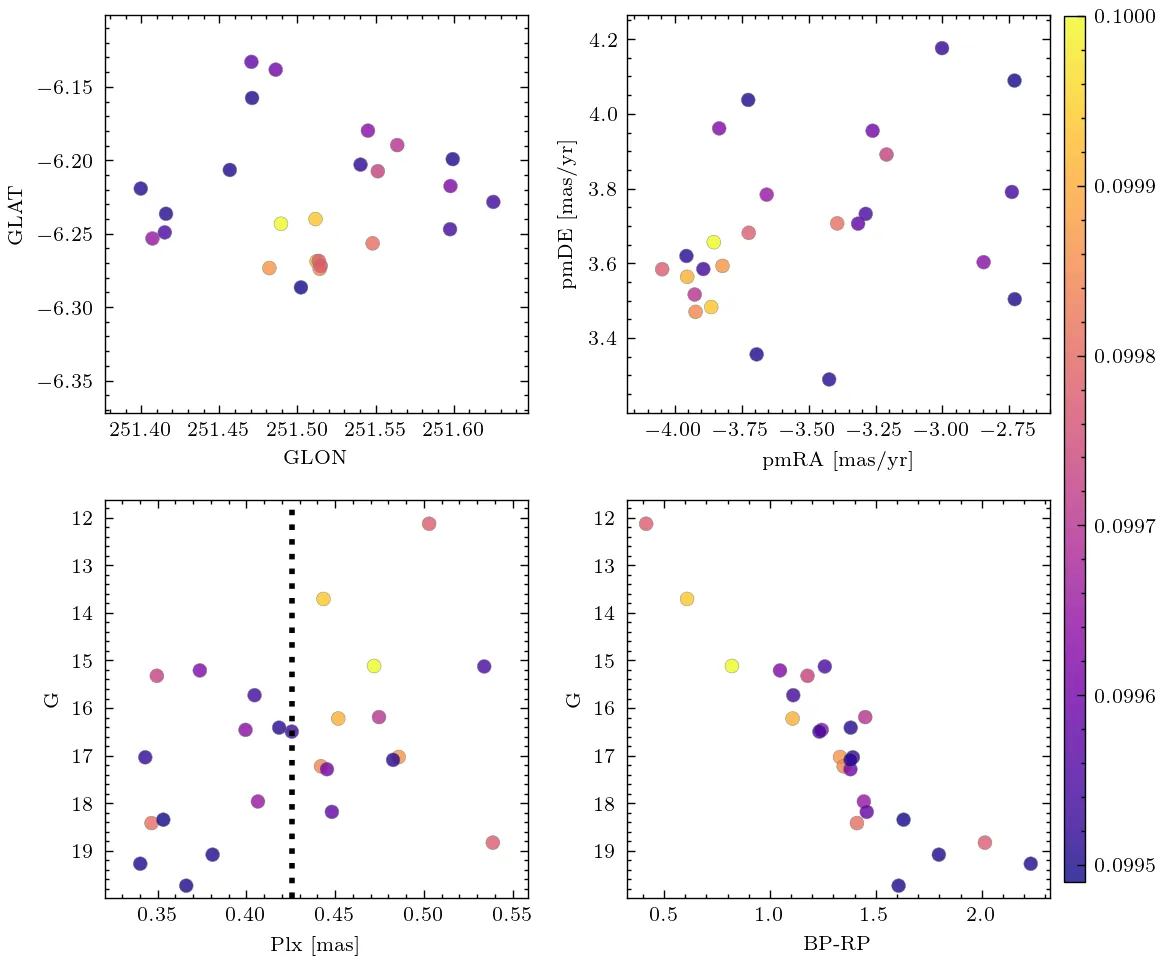 −6.15
−6.20
−6.25
−6.30
−6.35
GLAT
251.40 251.45 251.50 251.55 251.60
GLON
4.2
4.0
3.8
3.6
3.4
pmDE [mas/yr]
−4.00 −3.75 −3.50 −3.25 −3.00 −2.75
pmRA [mas/yr]
12
13
14
15
16
17
18
19
G
0.35 0.40 0.45 0.50 0.55
Plx [mas]
12
13
14
15
16
17
18
19
G
0.5 1.0 1.5 2.0
BP-RP
0.1000
0.0999
0.0998
0.0997
0.0996
0.0995